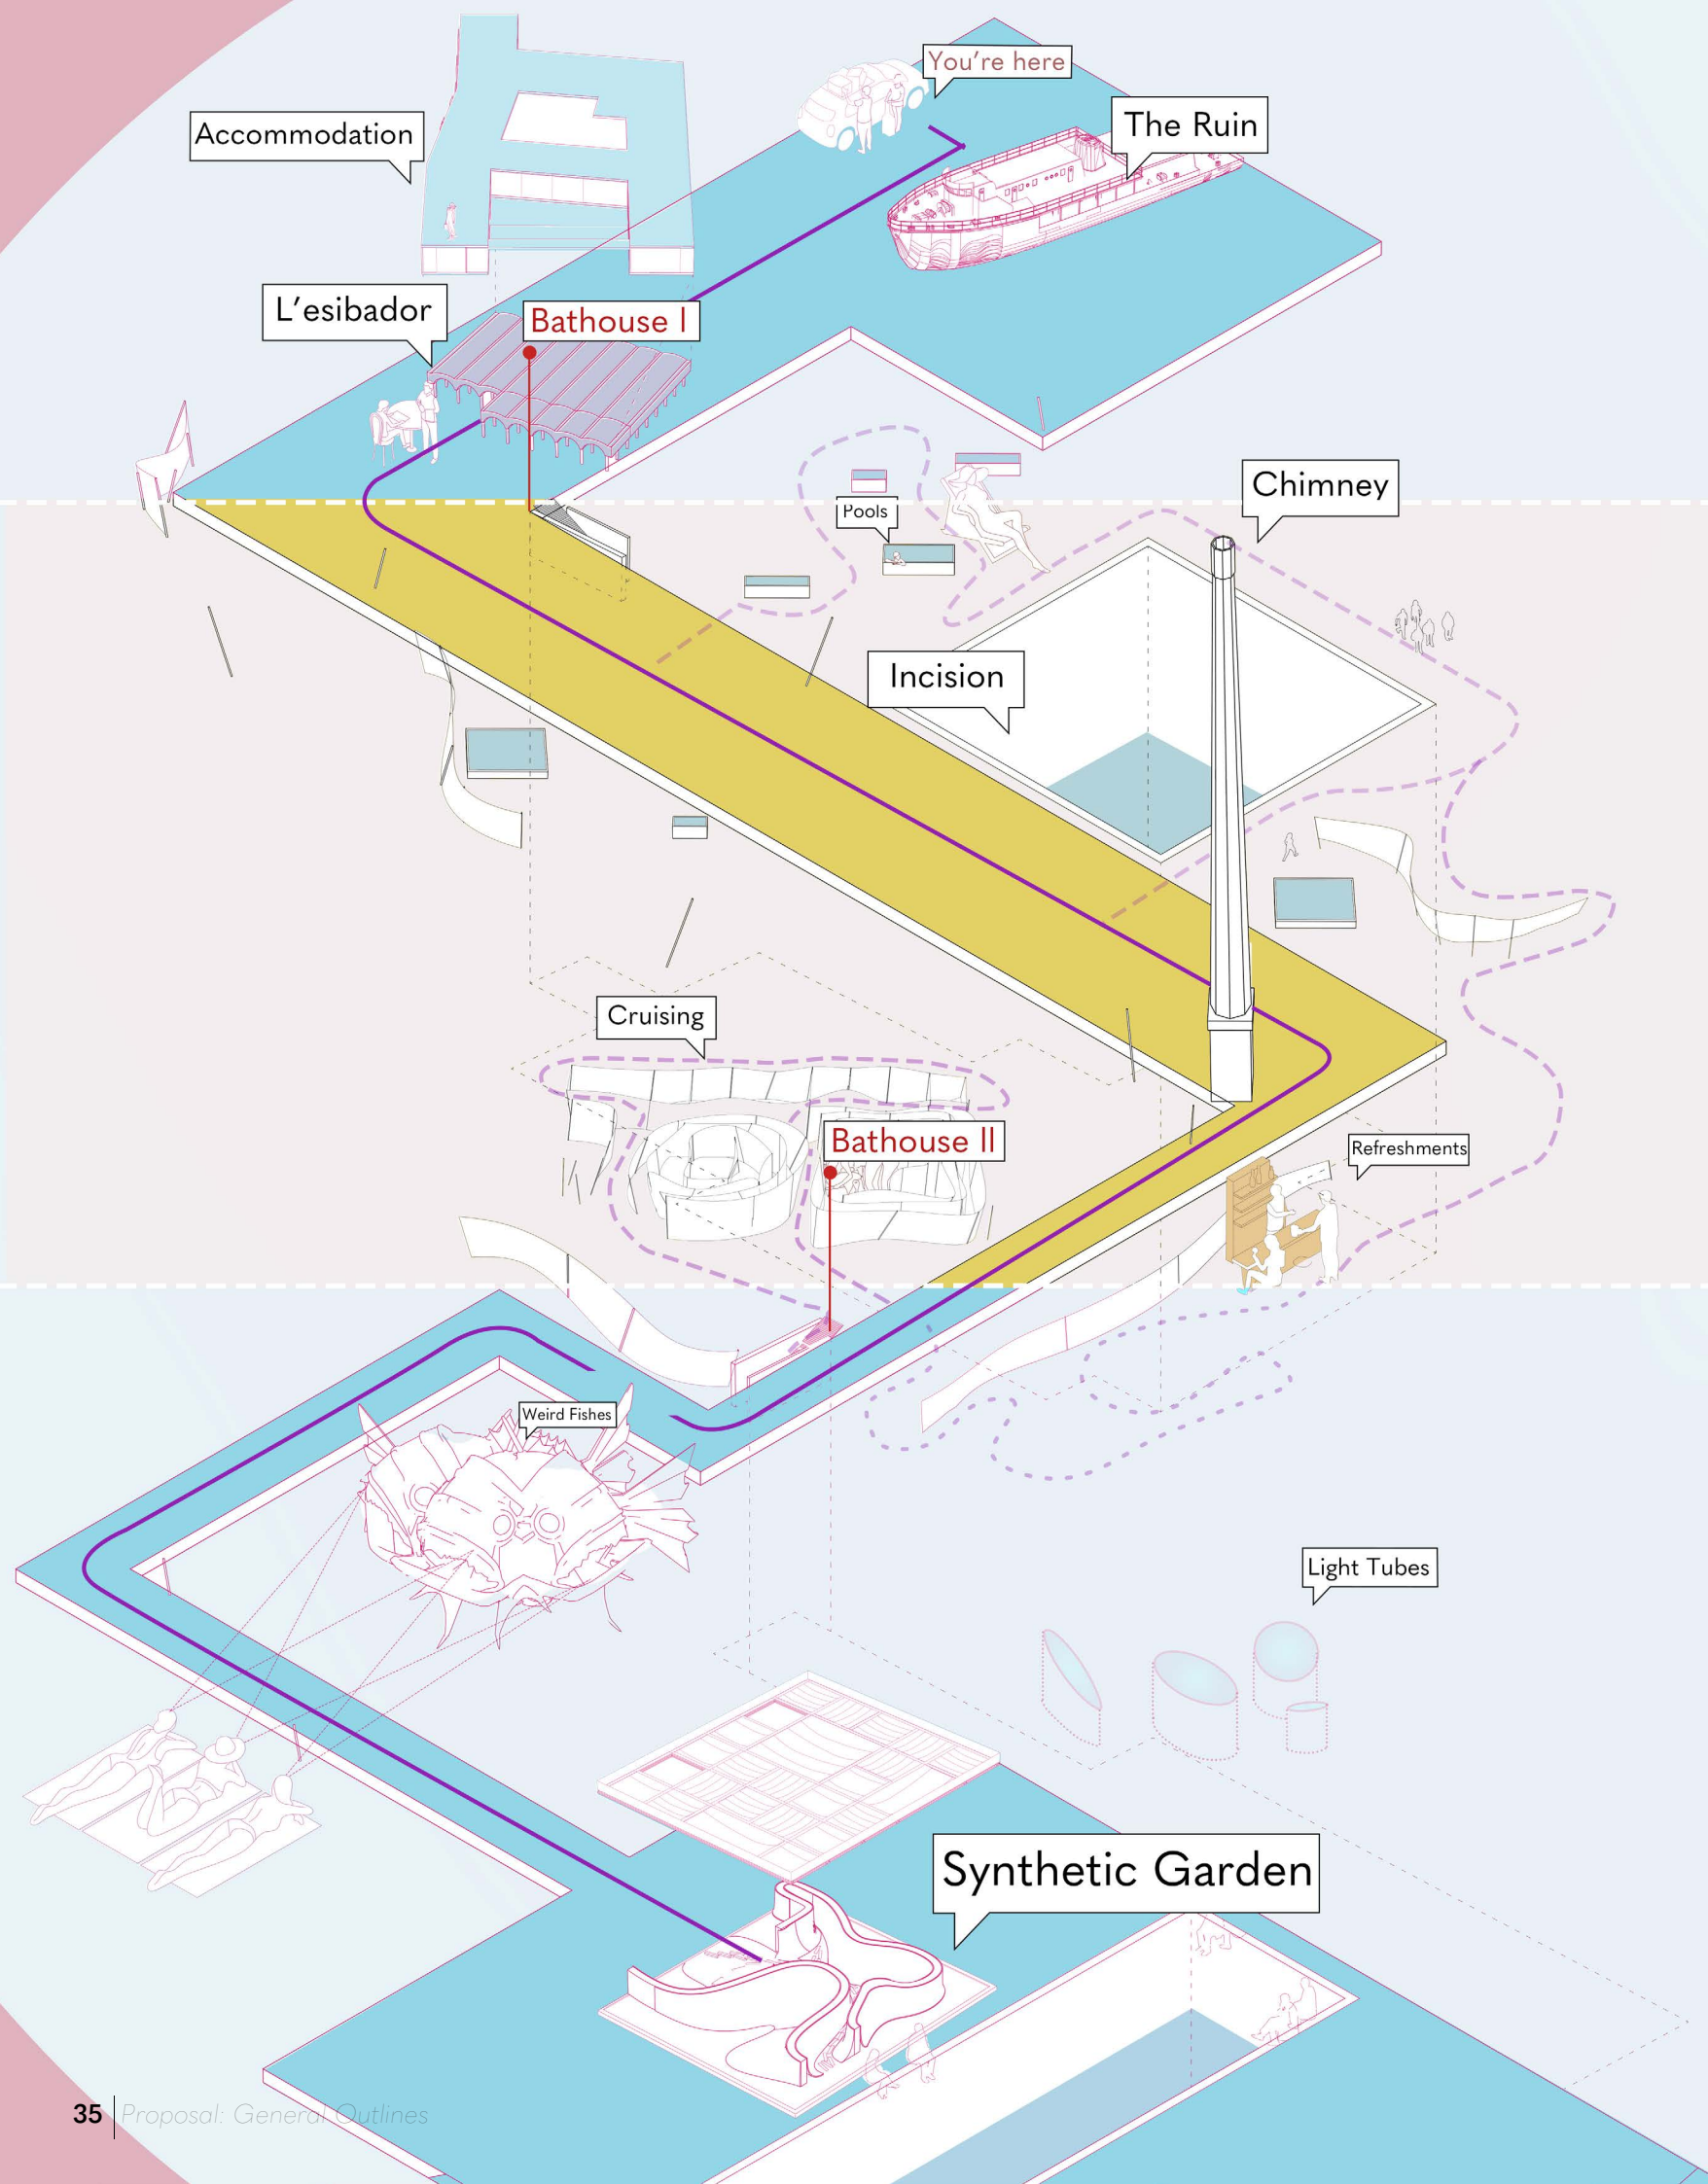 You're here
The Ruin
Accommodation
L'esibador
Bathouse I
Chimney
Pools
Incision
Cruising
Bathouse II
Refreshments
Weird Fishes
Light Tubes
Synthetic Garden
35 Proposal: General Outlines